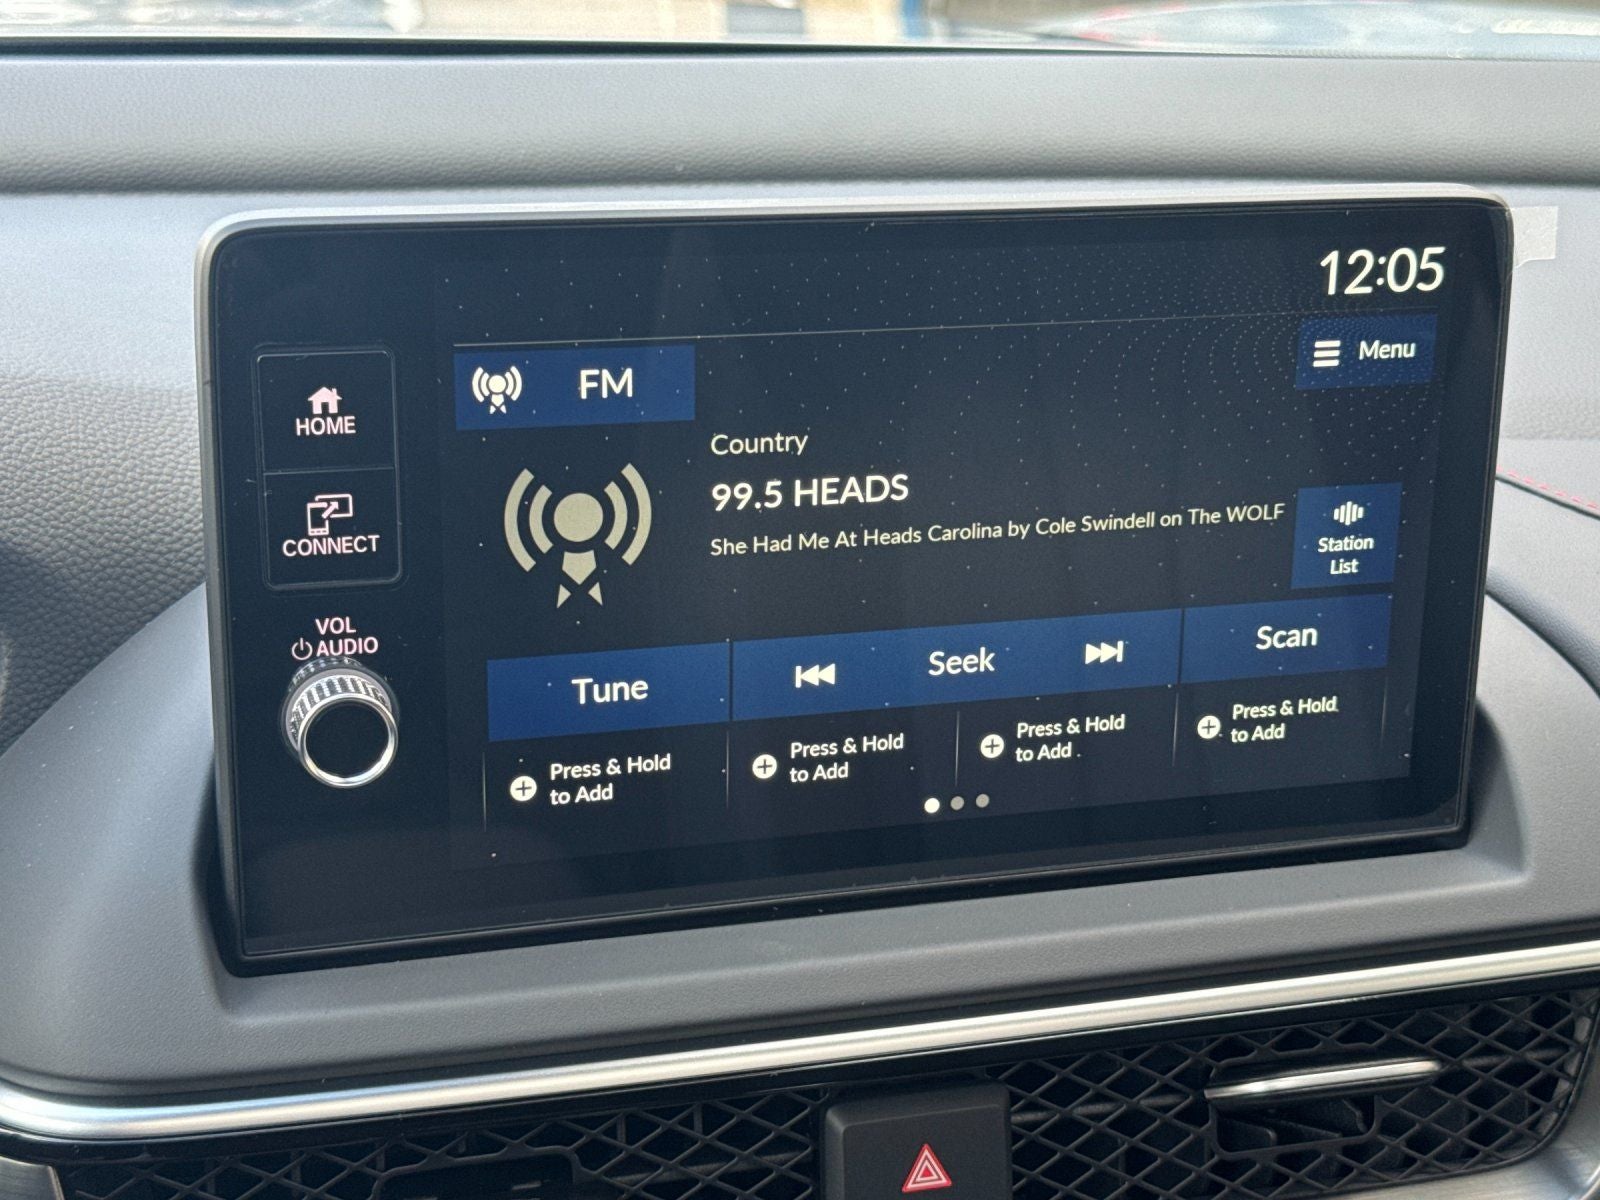 12:05
Menu
FM
HOME
Country
99.5 HEADS
She Had Me At Heads Carolina by Cole Swindell on The WOLF
Station
List
CONNECT
VOL
AUDIO
Tune
Seek
Scan
Press & Hold
to Add
Press & Hold
to Add
Press & Hold
to Add
Press & Hold
to Add